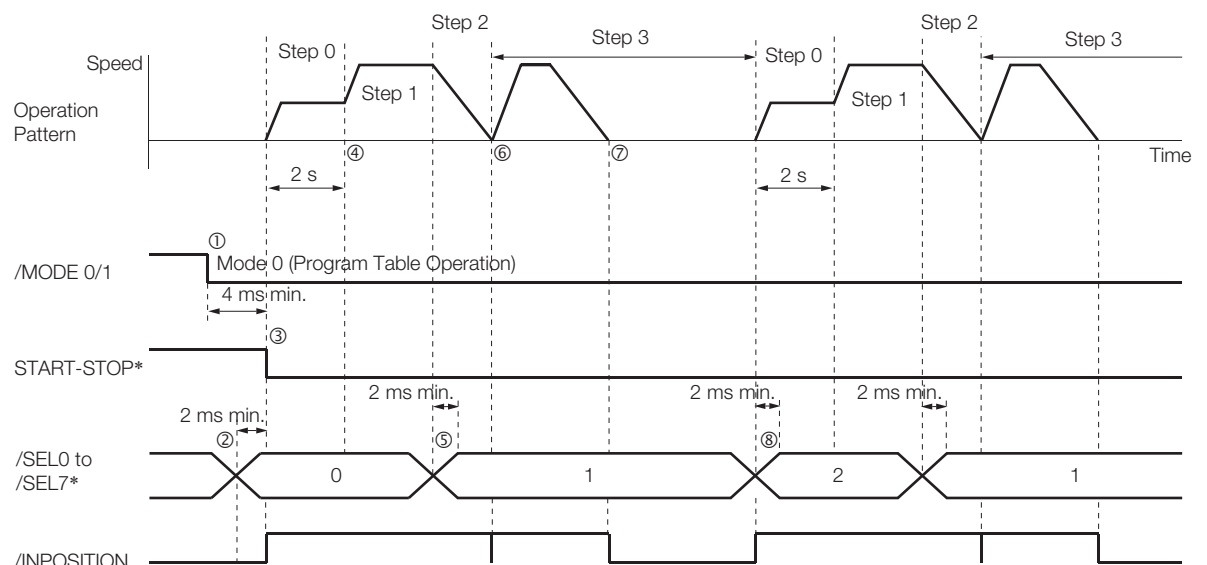 Step 2
Step 2
Step 0
Step 3
Step 0
Step 3
Speed
Step 1
Step 1
Operation
Pattern
④
⑥
⑦
Time
2 s
2 s
①
/MODE 0/1
Mode 0 (Program Table Operation)
4 ms min.
③
START-STOP*
2 ms min.
2 ms min.
2 ms min.
2 ms min.
②
⑤
⑧
/SEL0 to
/SEL7*
0
1
2
1
/INPOSITION